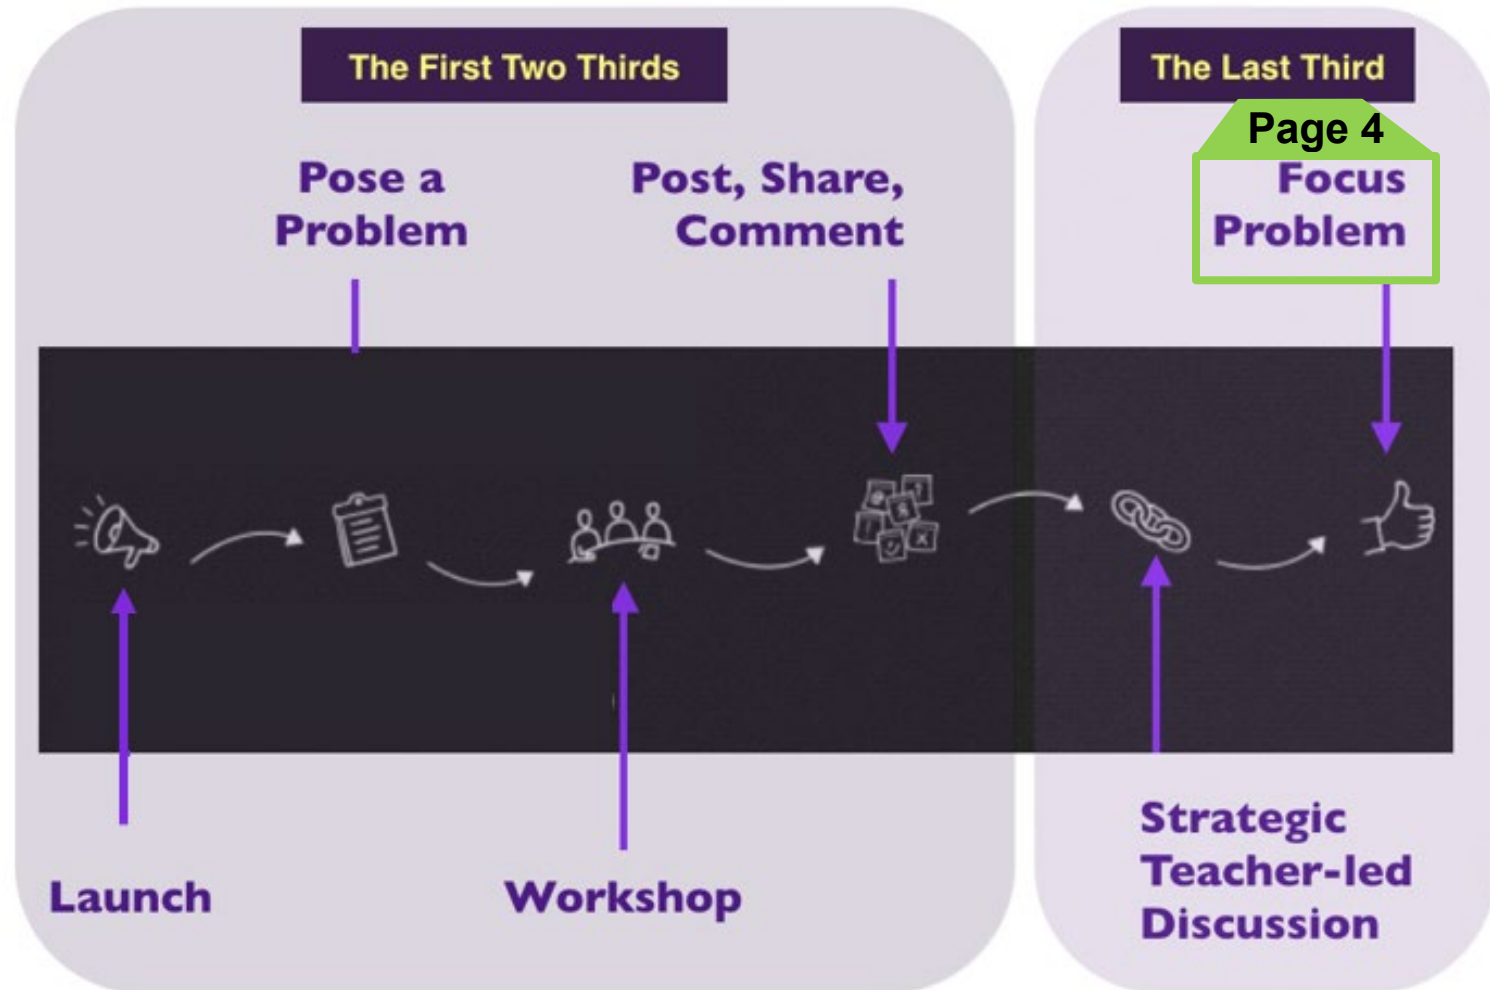 The First Two Thirds
The Last Third
Page 4
Pose a
Problem
Post, Share,
Comment
Focus
Problem
Launch
Workshop
Strategic
Teacher-led
Discussion